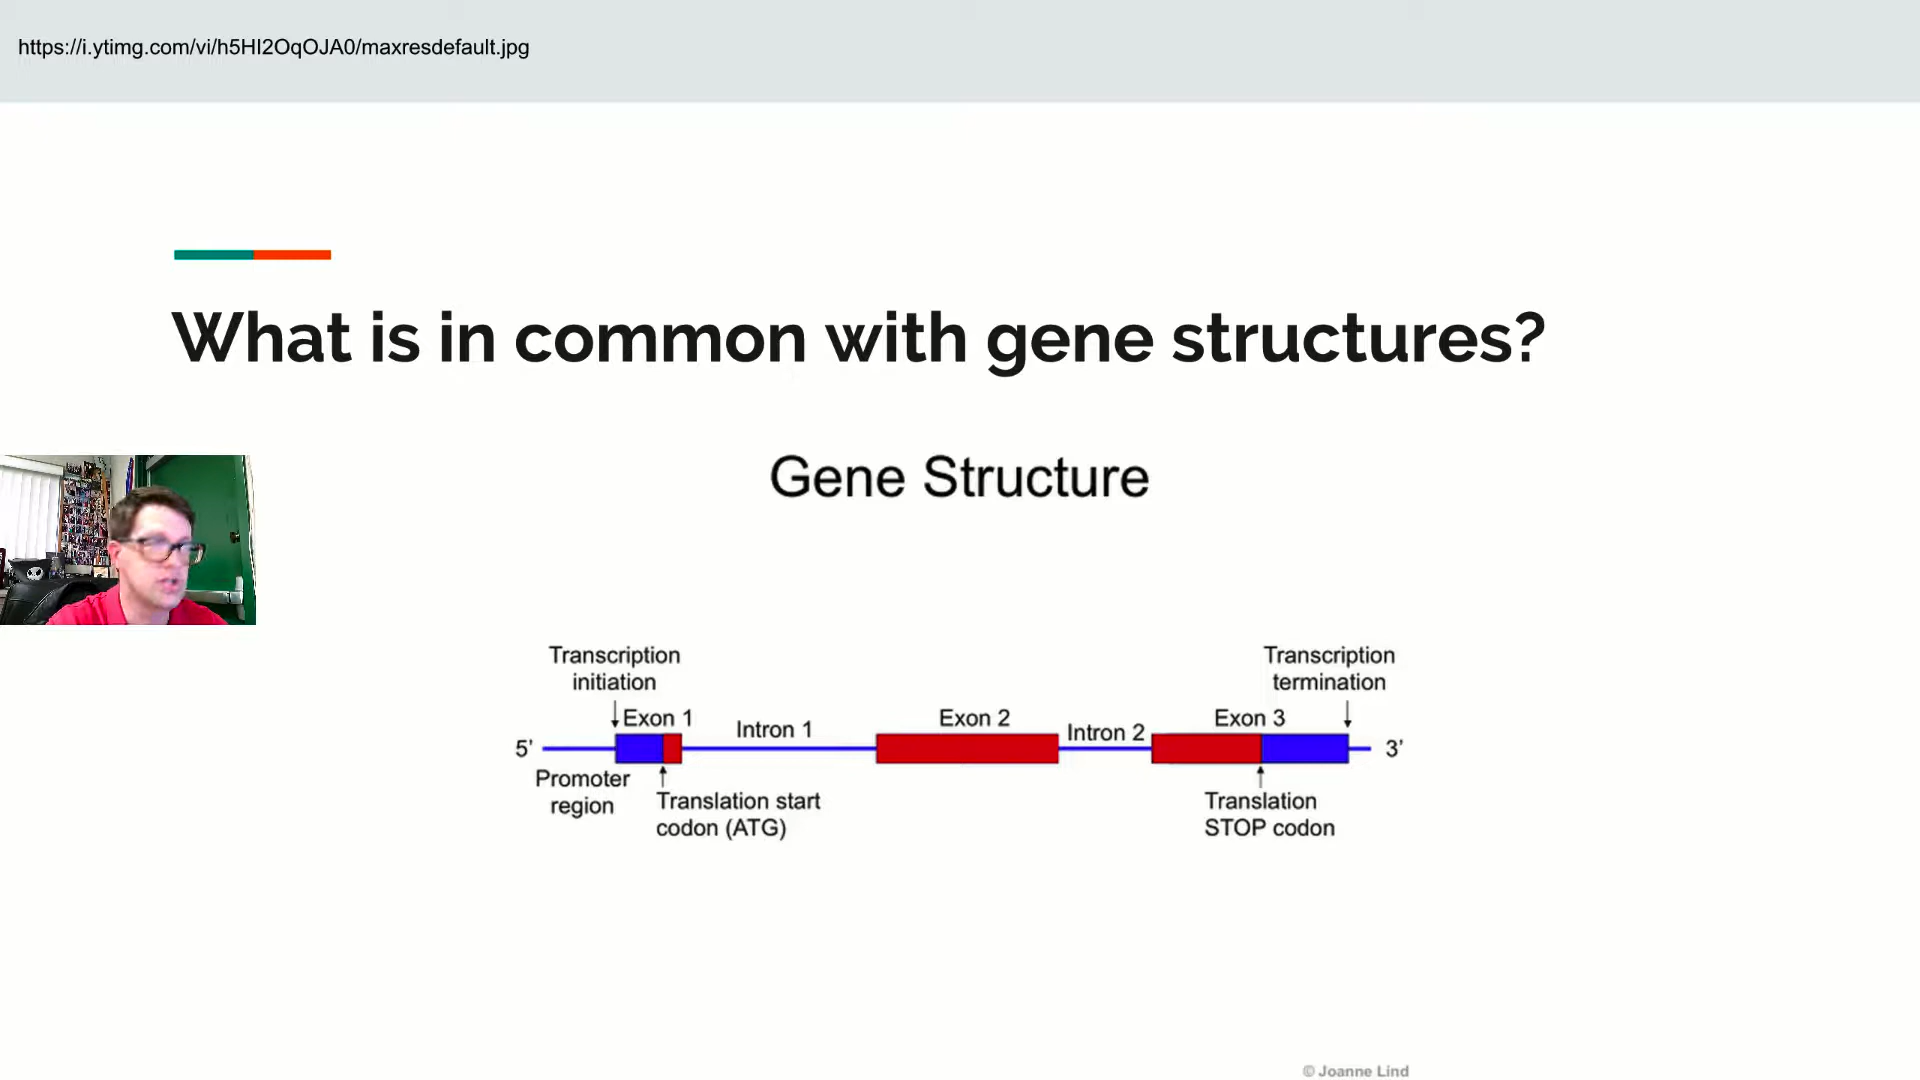 https://i.ytimg.com/vi/h5HI2OqOJA0/maxresdefault.jpg
What is in common with gene structures?
Gene Structure
Transcription
initiation
Transcription
termination
Exon 1
Intron 1
Exon 2
Intron 2
Exon 3
5’
3’
Promoter
region
Translation start
codon (ATG)
Translation
STOP codon
© Joanne Lind